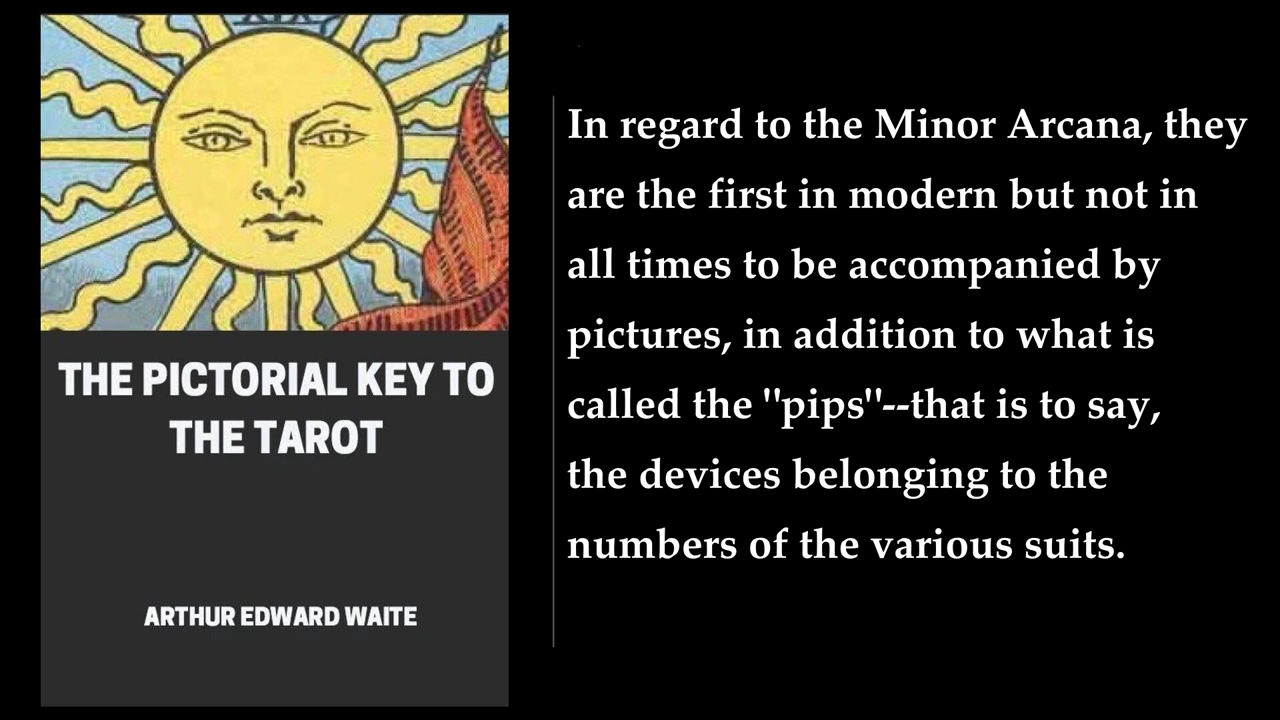 XIX
THE PICTORIAL KEY TO
THE TAROT
ARTHUR EDWARD WAITE
In regard to the Minor Arcana, they
are the first in modern but not in
all times to be accompanied by
pictures, in addition to what is
called the "pips"--that is to say,
the devices belonging to the
numbers of the various suits.